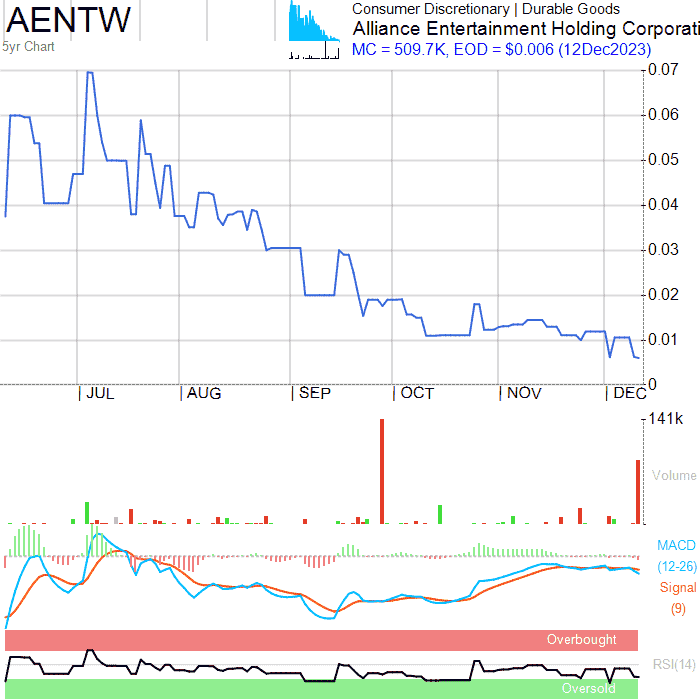 AENTW
5yr Chart
Consumer Discretionary | Durable Goods
Alliance Entertainment Holding Corporati
MC = 509.7K, EOD = $0.006 (12Dec2023)
0.07
0.06
0.05
0.04
0.03
0.02
0.01
0
| JUL | AUG | SEP | OCT | NOV | DEC
141k
Volume
MACD
(12-26)
Signal
(9)
Overbought
RSI(14)
Oversold